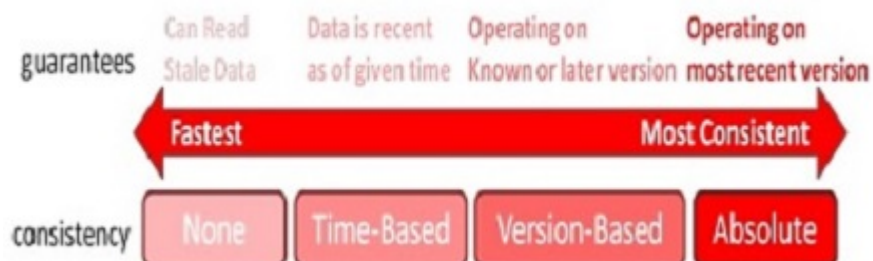 guarantees
Can Read
Stale Data
Data is recent
as of given time
Operating on
Known or later version
Operating on
most recent version
Fastest
Most Consistent
consistency
None
Time-Based
Version-Based
Absolute